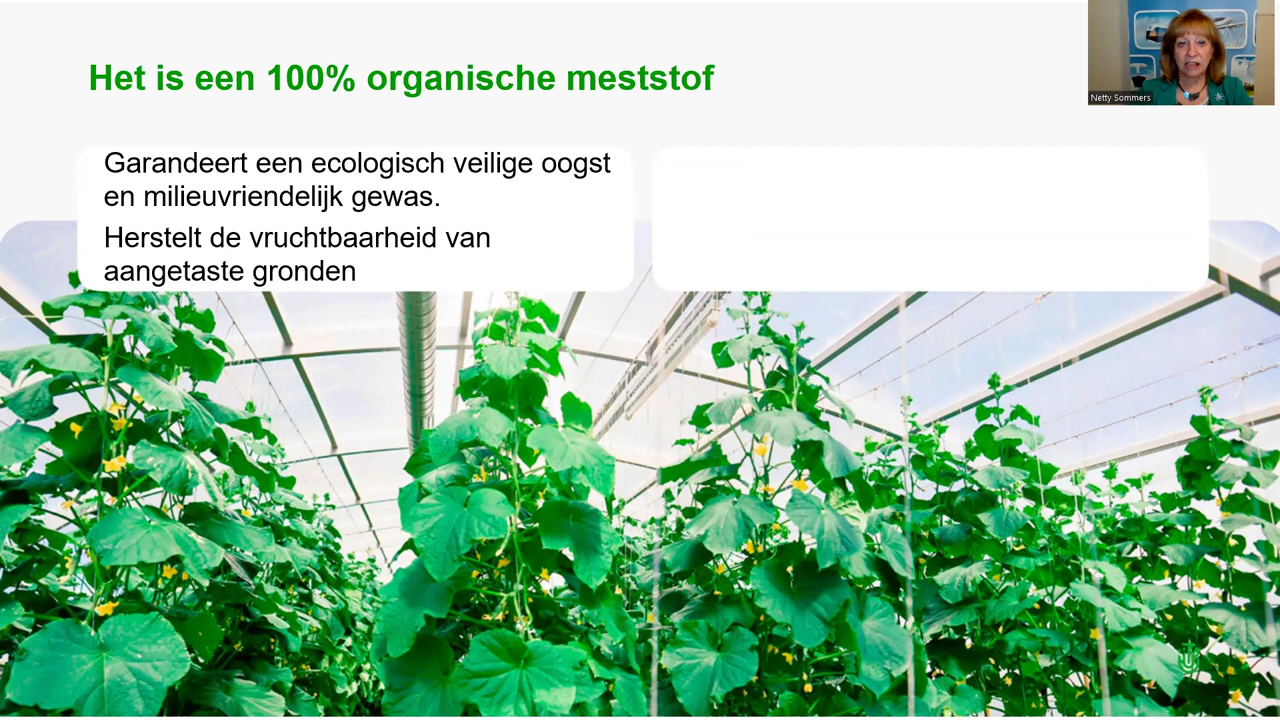 Het is een 100% organische meststof
Netty Sommers
Garandeert een ecologisch veilige oogst
en milieuvriendelijk gewas.
Herstelt de vruchtbaarheid van
aangetaste gronden